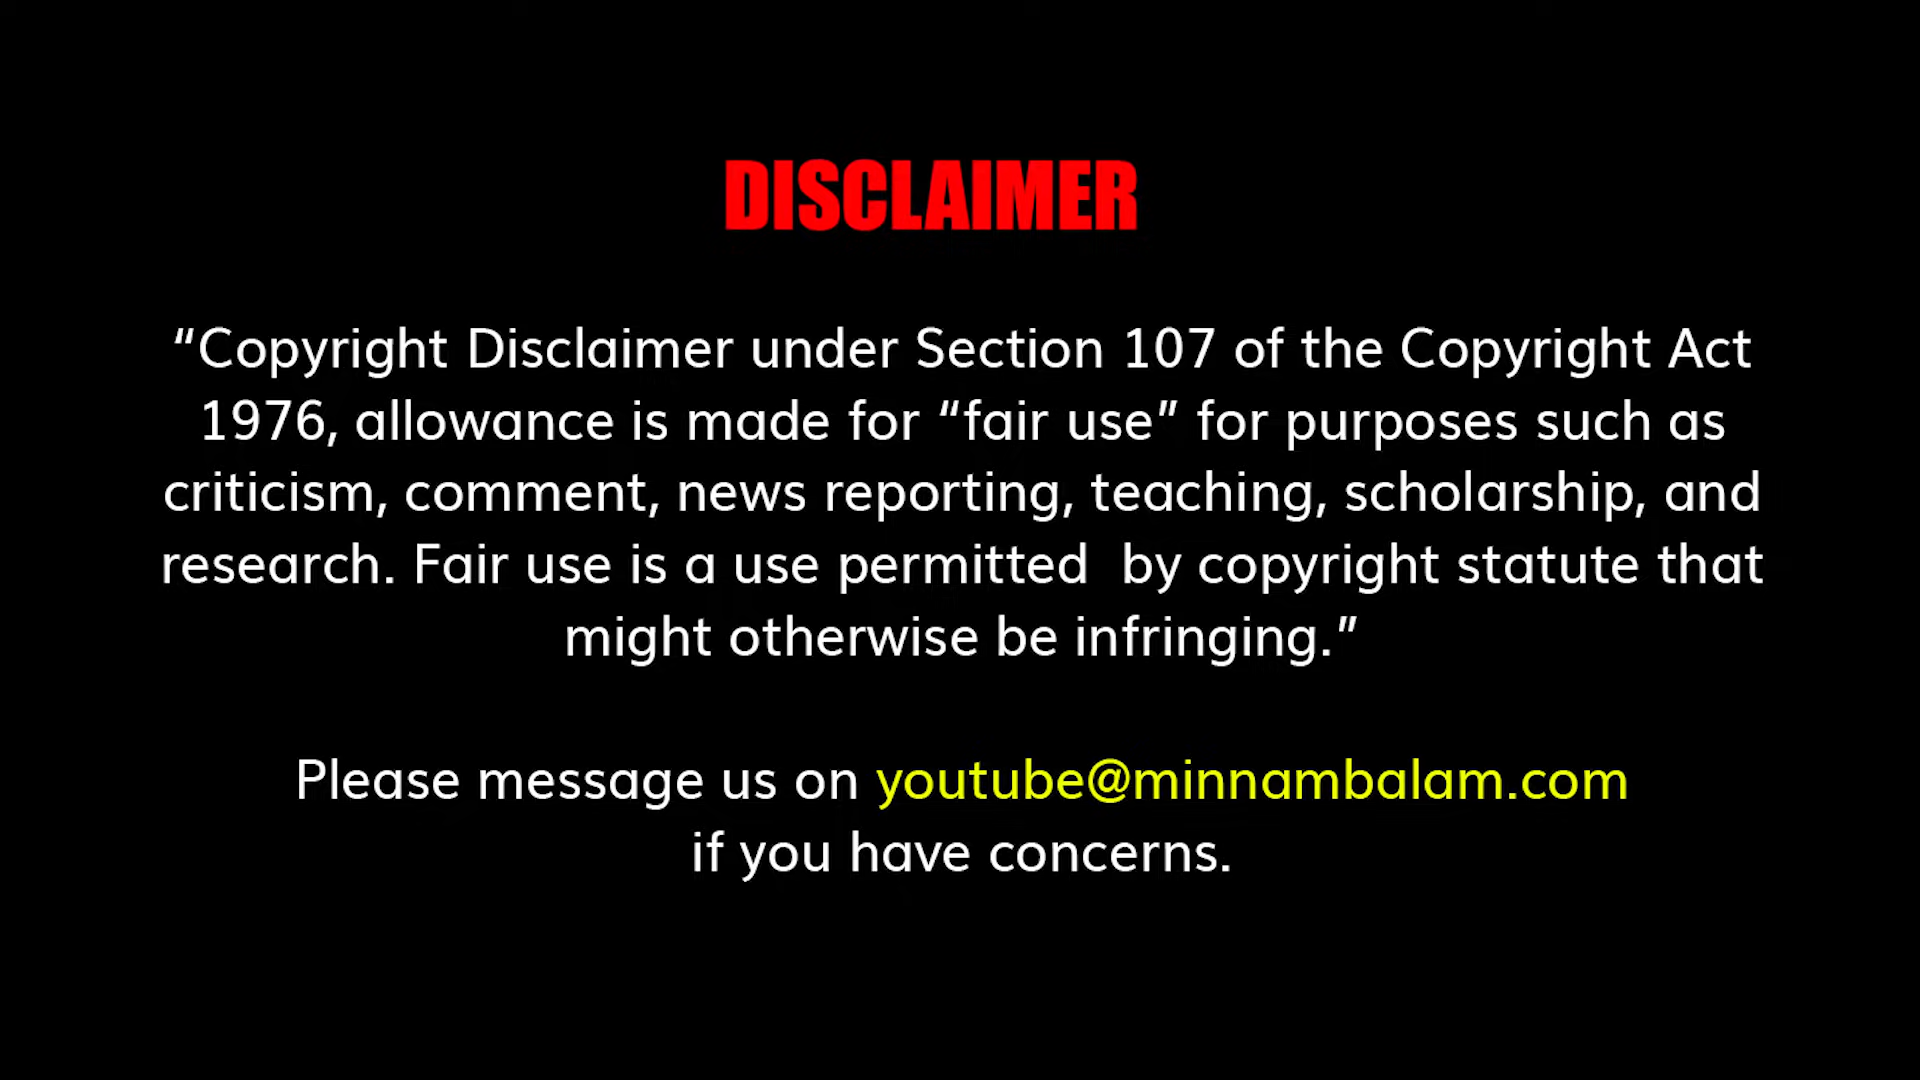 DISCLAIMER
“Copyright Disclaimer under Section 107 of the Copyright Act
1976, allowance is made for “fair use” for purposes such as
criticism, comment, news reporting, teaching, scholarship, and
research. Fair use is a use permitted  by copyright statute that
might otherwise be infringing.”
Please message us on youtube@minnambalam.com
if you have concerns.